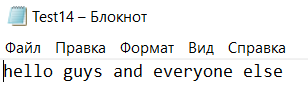 Test14 – Блокнот
Файл Правка Формат Вид Справка
hello guys and everyone else